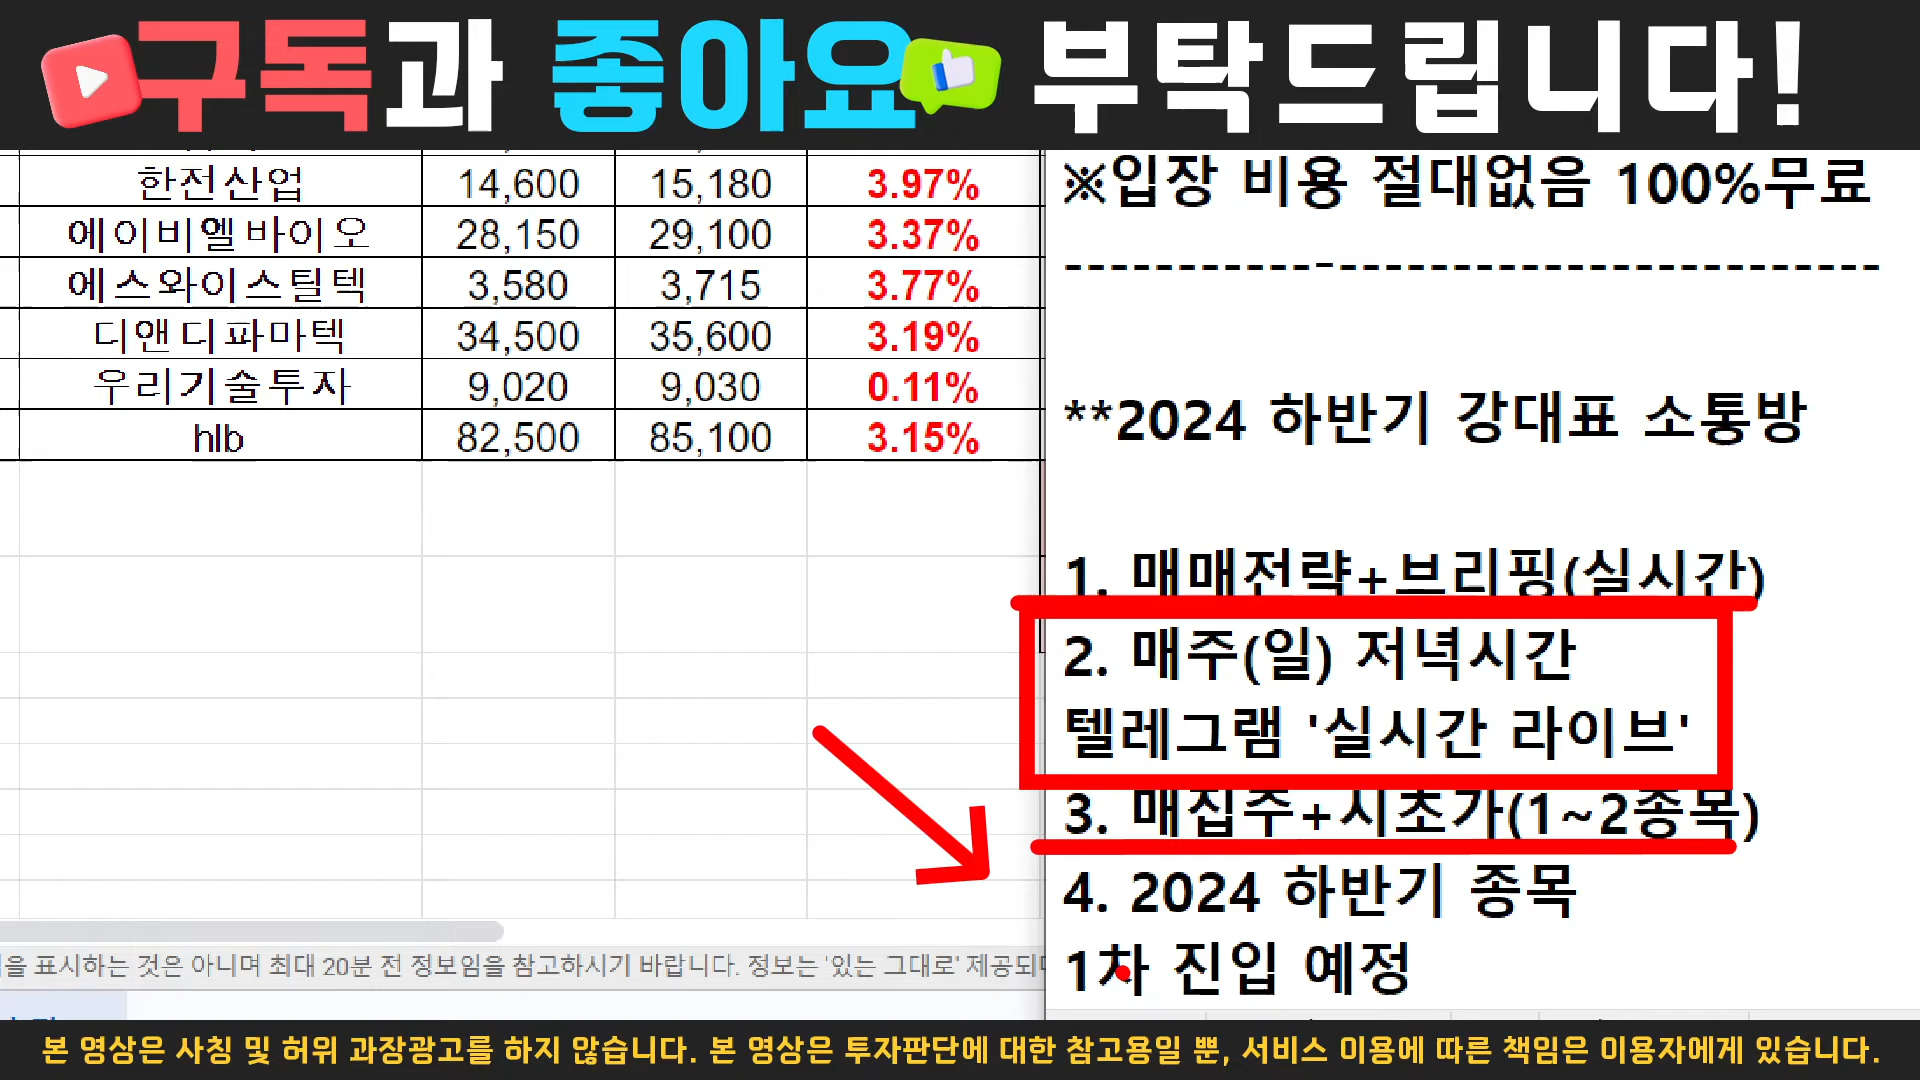 구독과 좋아요 부탁드립니다!
한전산업 14,600 15,180 3.97%
에이비엘바이오 28,150 29,100 3.37%
에스와이스틸텍 3,580 3,715 3.77%
디앤디파마텍 34,500 35,600 3.19%
우리기술투자 9,020 9,030 0.11%
hlb 82,500 85,100 3.15%
을 표시하는 것은 아니며 최대 20분 전 정보임을 참고하시기 바랍니다. 정보는 '있는 그대로' 제공되며
※입장 비용 절대없음 100%무료
------------------------------------
**2024 하반기 강대표 소통방
1. 매매전략+브리핑(실시간)
2. 매주(일) 저녁시간
텔레그램 '실시간 라이브'
3. 매집주+시초가(1~2종목)
4. 2024 하반기 종목
1차 진입 예정
본 영상은 사칭 및 허위 과장광고를 하지 않습니다. 본 영상은 투자판단에 대한 참고용일 뿐, 서비스 이용에 따른 책임은 이용자에게 있습니다.